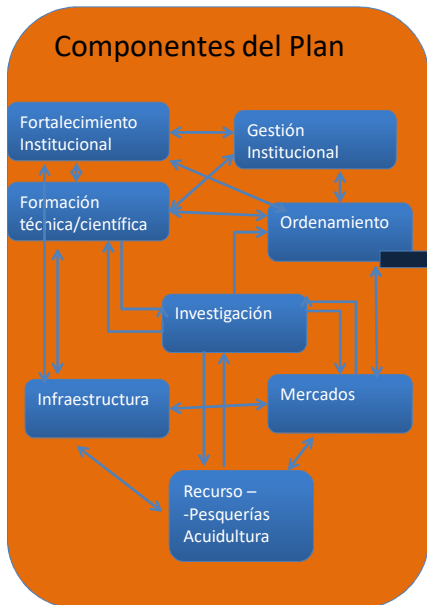 Componentes del Plan
Fortalecimiento
Institucional
Gestión
Institucional
Formación
técnica/científica
Ordenamiento
Investigación
Infraestructura
Mercados
Recurso –
-Pesquerías
Acuidultura